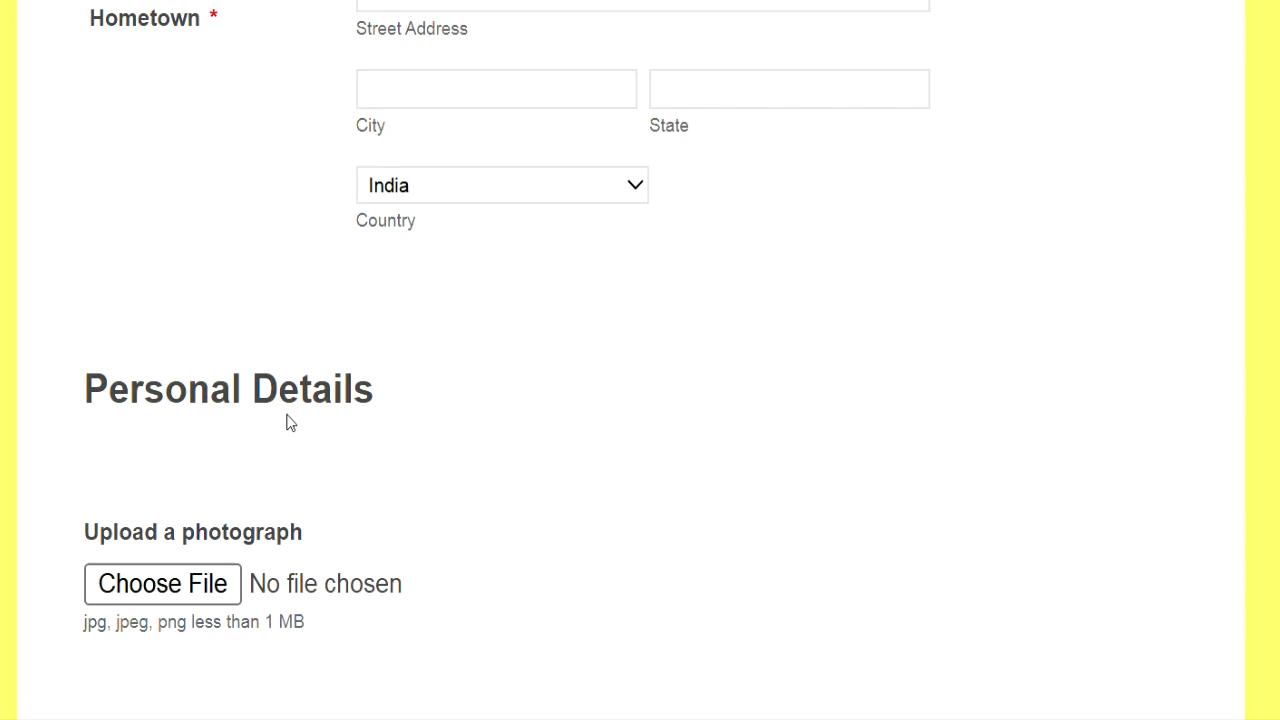 Hometown *
Street Address
City State
India
Country
Personal Details
Upload a photograph
Choose File No file chosen
jpg, jpeg, png less than 1 MB